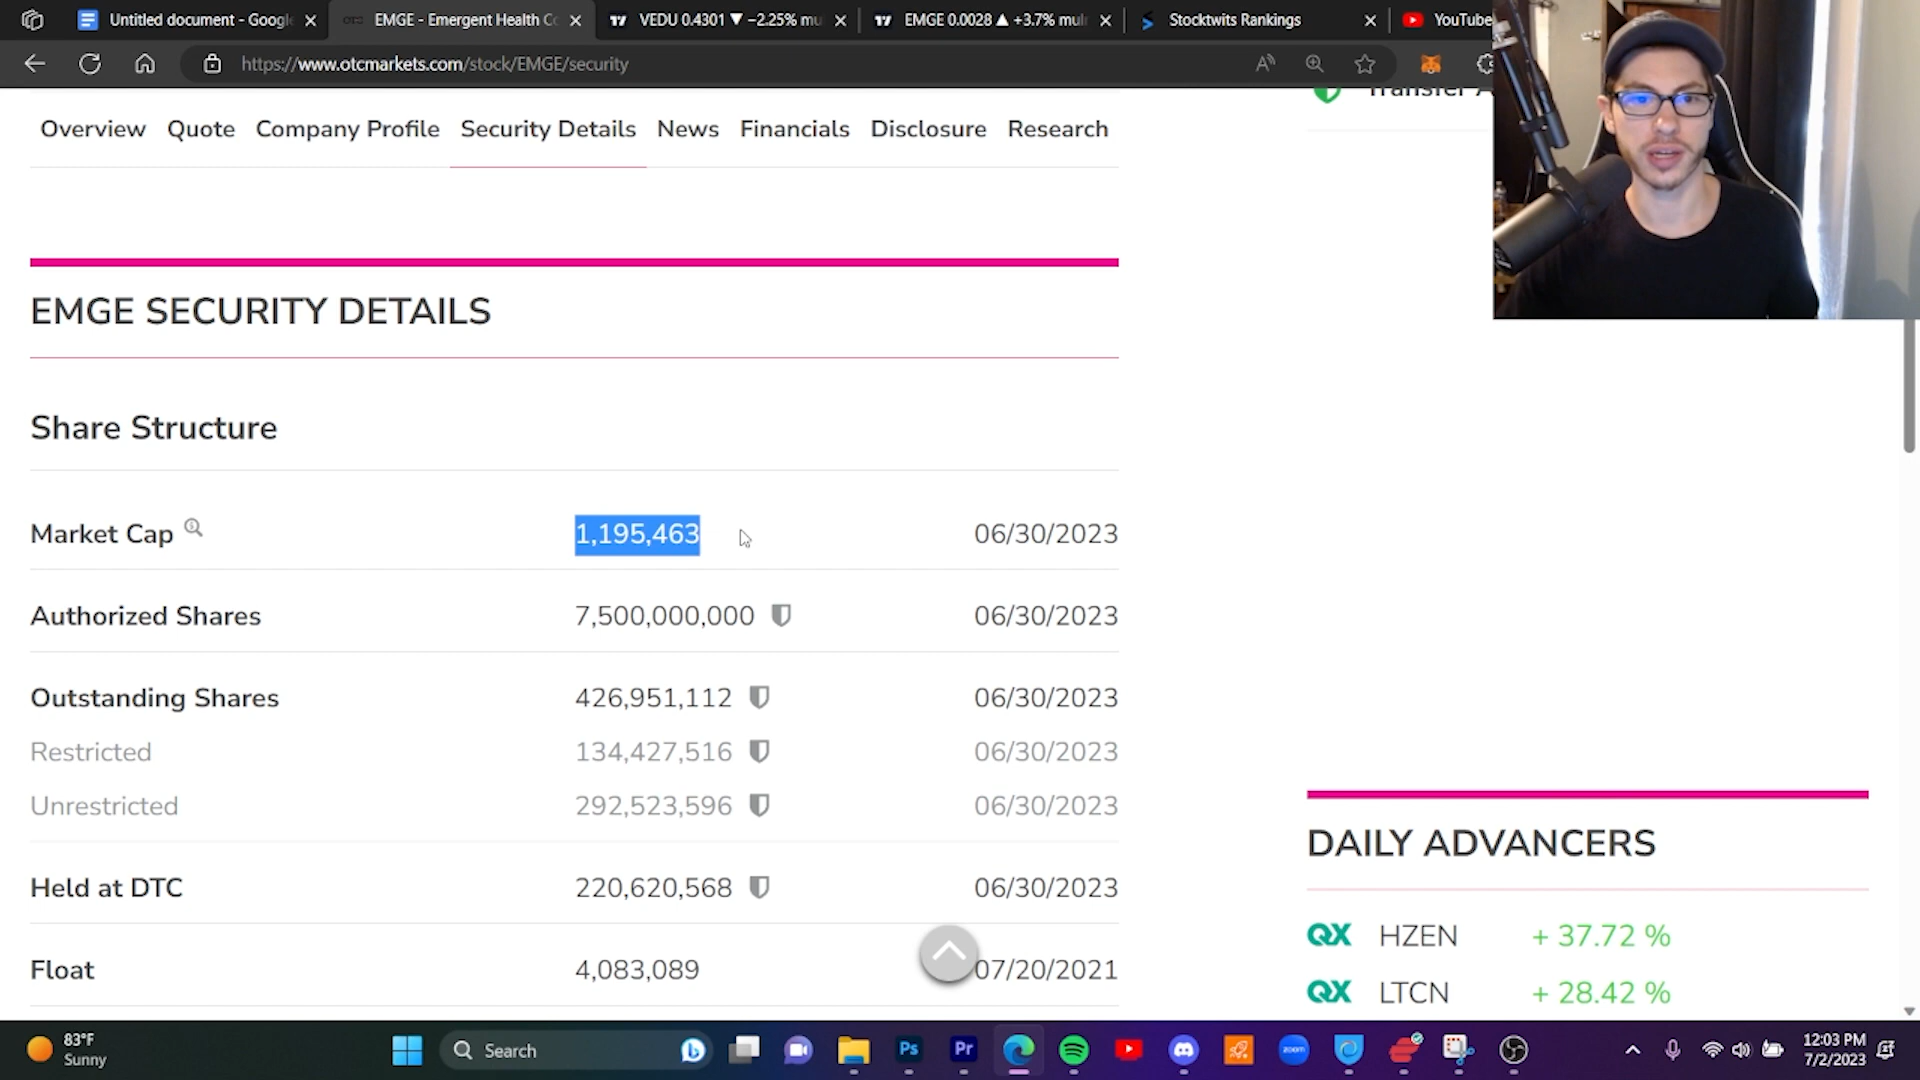 Untitled document - Google
EMGE - Emergent Health Co
VEDU 0.4301 ▼ −2.25% mu
EMGE 0.0028 ▲ +3.7% mul
Stocktwits Rankings
YouTube
https://www.otcmarkets.com/stock/EMGE/security
Overview Quote Company Profile Security Details News Financials Disclosure Research
EMGE SECURITY DETAILS
Share Structure
Market Cap 1,195,463 06/30/2023
Authorized Shares 7,500,000,000 06/30/2023
Outstanding Shares 426,951,112 06/30/2023
Restricted 134,427,516 06/30/2023
Unrestricted 292,523,596 06/30/2023
Held at DTC 220,620,568 06/30/2023
Float 4,083,089 07/20/2021
DAILY ADVANCERS
QX HZEN + 37.72 %
QX LTCN + 28.42 %
83°F
Sunny
Search
Ps
Pr
zoom
12:03 PM
7/2/2023